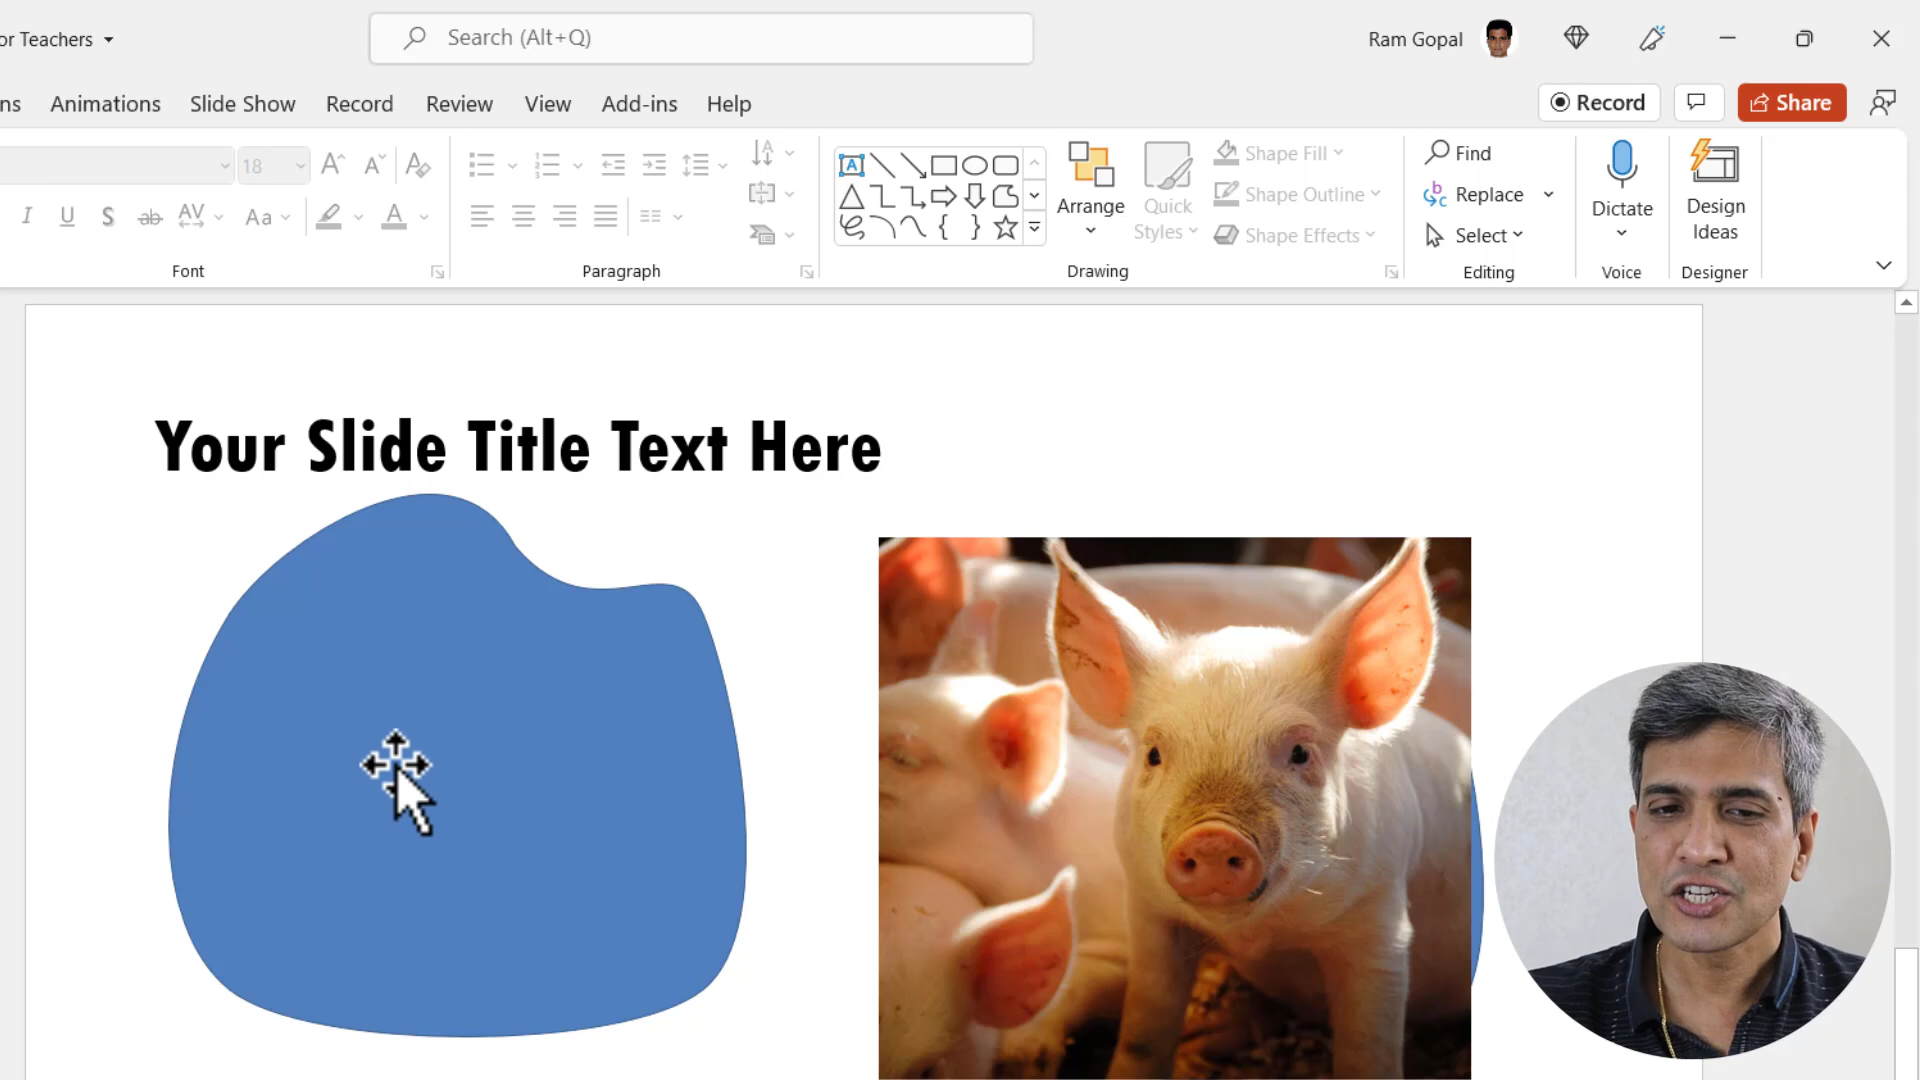 or Teachers
Search (Alt+Q)
Ram Gopal
ns Animations Slide Show Record Review View Add-ins Help
Record Share
18
Aa
Font
Paragraph
Arrange
Quick
Styles
Shape Fill
Shape Outline
Shape Effects
Drawing
Find
Replace
Select
Editing
Dictate
Voice
Design
Ideas
Designer
Your Slide Title Text Here